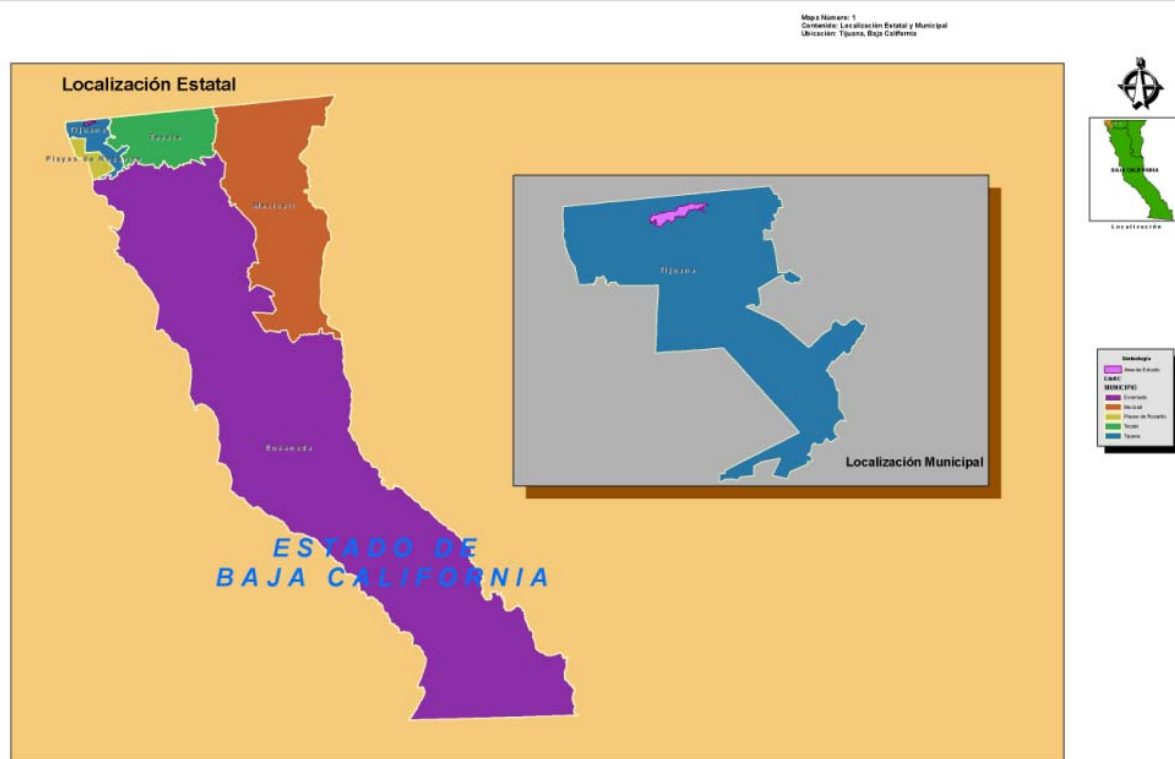 Mapa Número: 1
Contenido: Localización Estatal y Municipal
Ubicación: Tijuana, Baja California
Localización Estatal
Tijuana
Tecate
Playas de Rosarito
Mexicali
Ensenada
ESTADO DE
BAJA CALIFORNIA
Tijuana
Localización Municipal
BAJA CALIFORNIA
Localización
Simbología
Area de Estudio
MUNICIPIO
Ensenada
Mexicali
Playas de Rosarito
Tecate
Tijuana